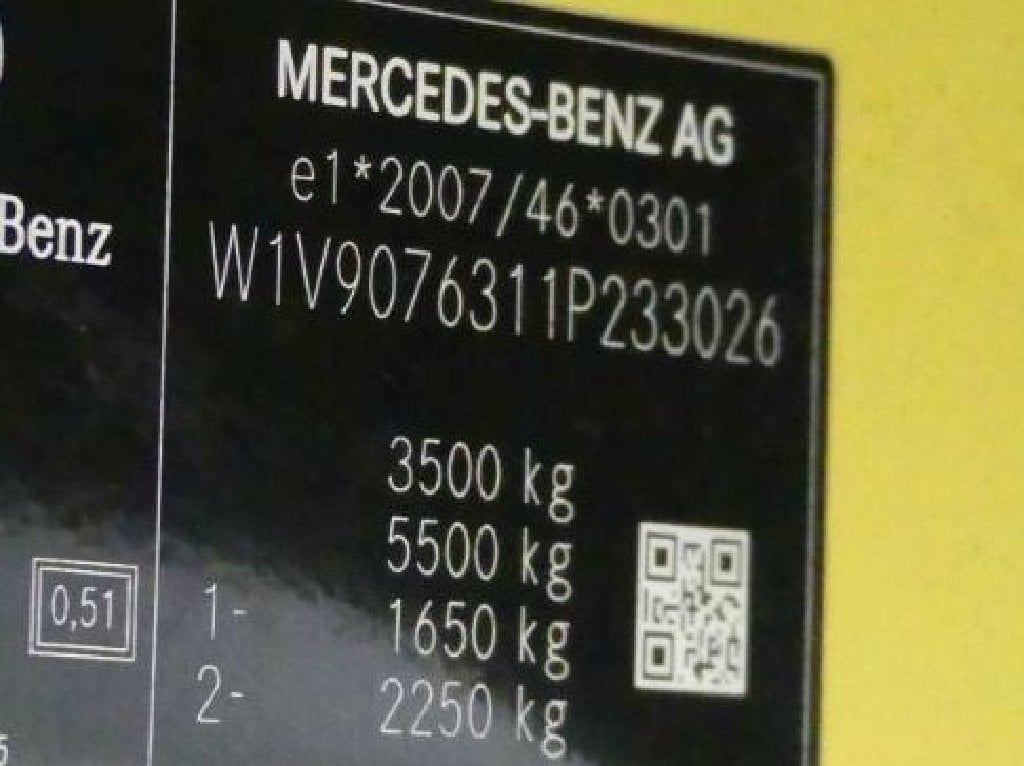 MERCEDES-BENZ AG
e1*2007/46*0301
Benz
W1V9076311P233026
3500 kg
5500 kg
0,51
1- 1650 kg
2- 2250 kg